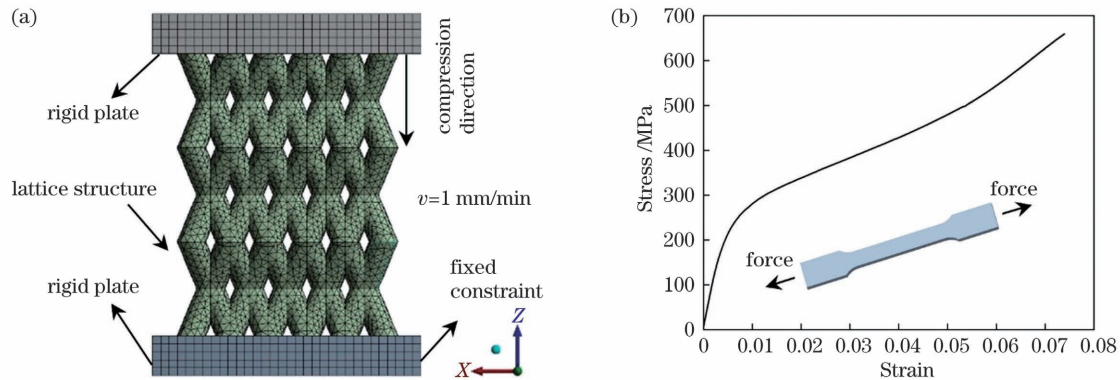 (a)
rigid plate
compression
direction
lattice structure
v=1 mm/min
rigid plate
fixed
constraint
Z
X
(b)
700
600
500
400
300
200
100
0
Stress /MPa
force
force
0
0.01
0.02
0.03
0.04
0.05
0.06
0.07
0.08
Strain